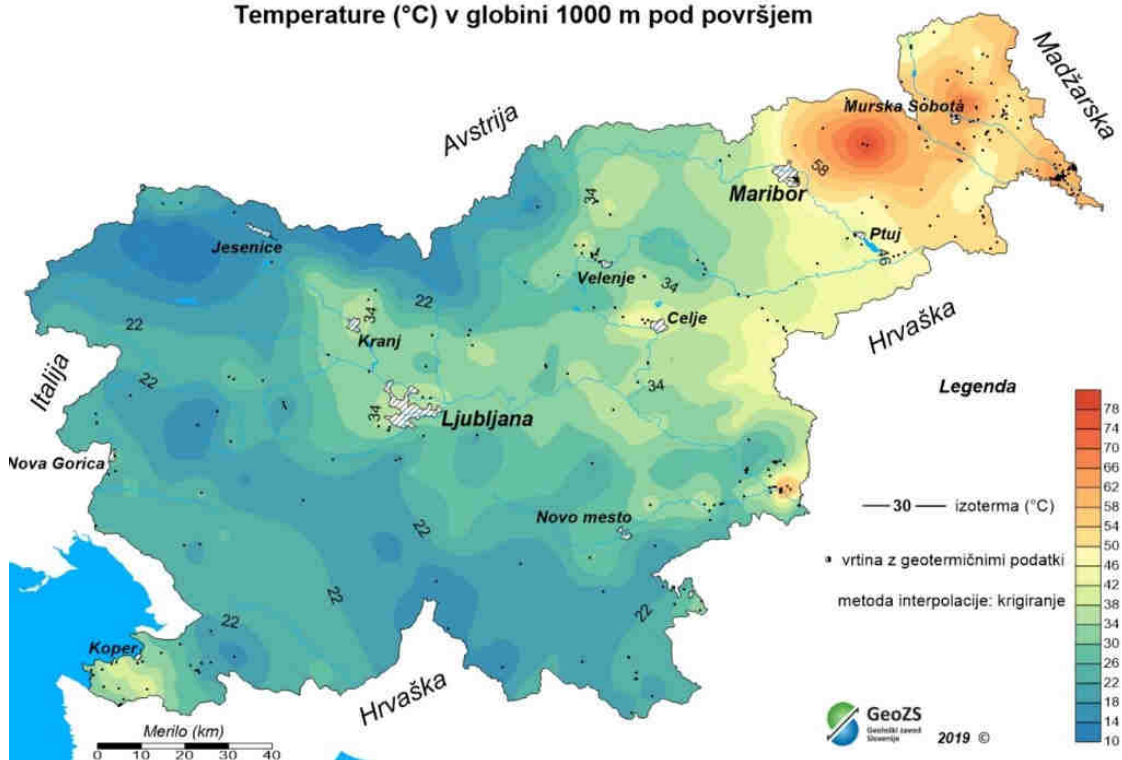 Temperature (°C) v globini 1000 m pod površjem
Madžarska
Murska Sobota
Avstrija
58
Maribor
34
Ptuj
46
Jesenice
Velenje
34
22
34
Celje
Hrvaška
22
Kranj
Italija
22
34
Legenda
34
Ljubljana
78
74
70
66
62
58
54
50
46
42
38
34
30
26
22
18
14
10
Nova Gorica
30 izoterma (°C)
Novo mesto
22
vrtina z geotermičnimi podatki
metoda interpolacije: krigiranje
22
22
22
Koper
Hrvaška
Merilo (km)
0 10 20 30 40
GeoZS
Geološki zavod
Slovenije
2019 ©